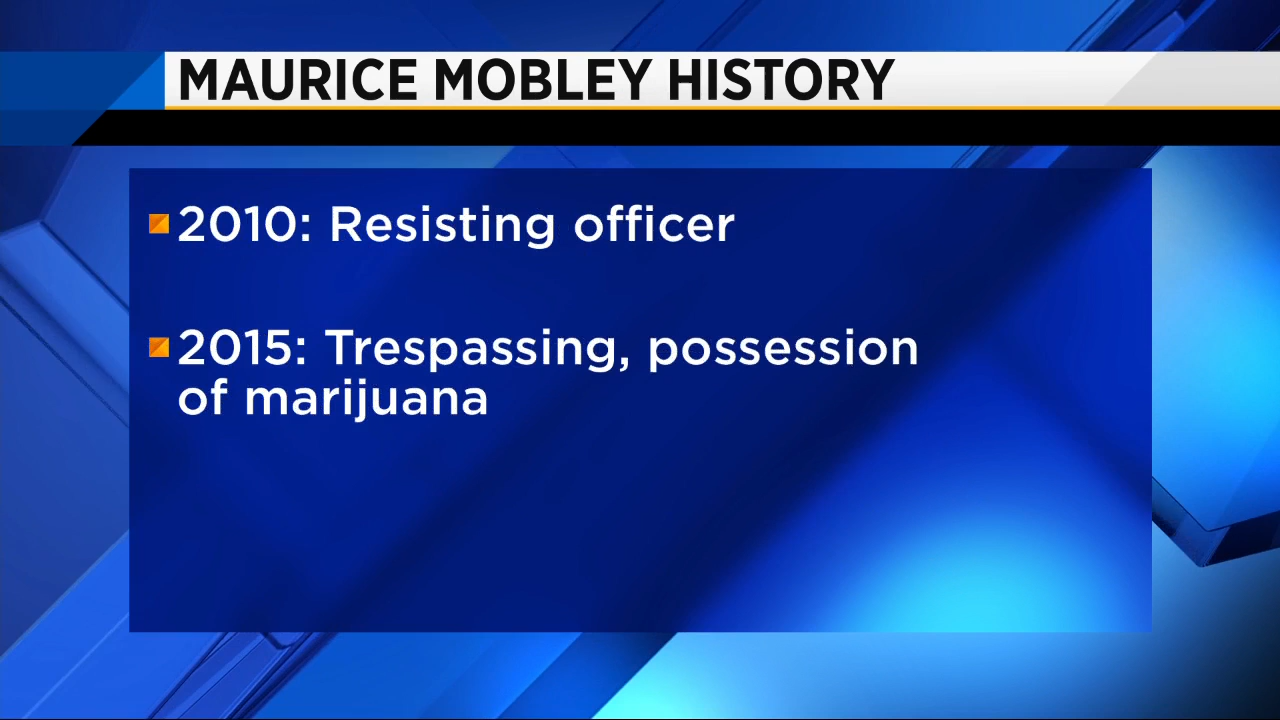 MAURICE MOBLEY HISTORY
2010: Resisting officer
2015: Trespassing, possession
of marijuana